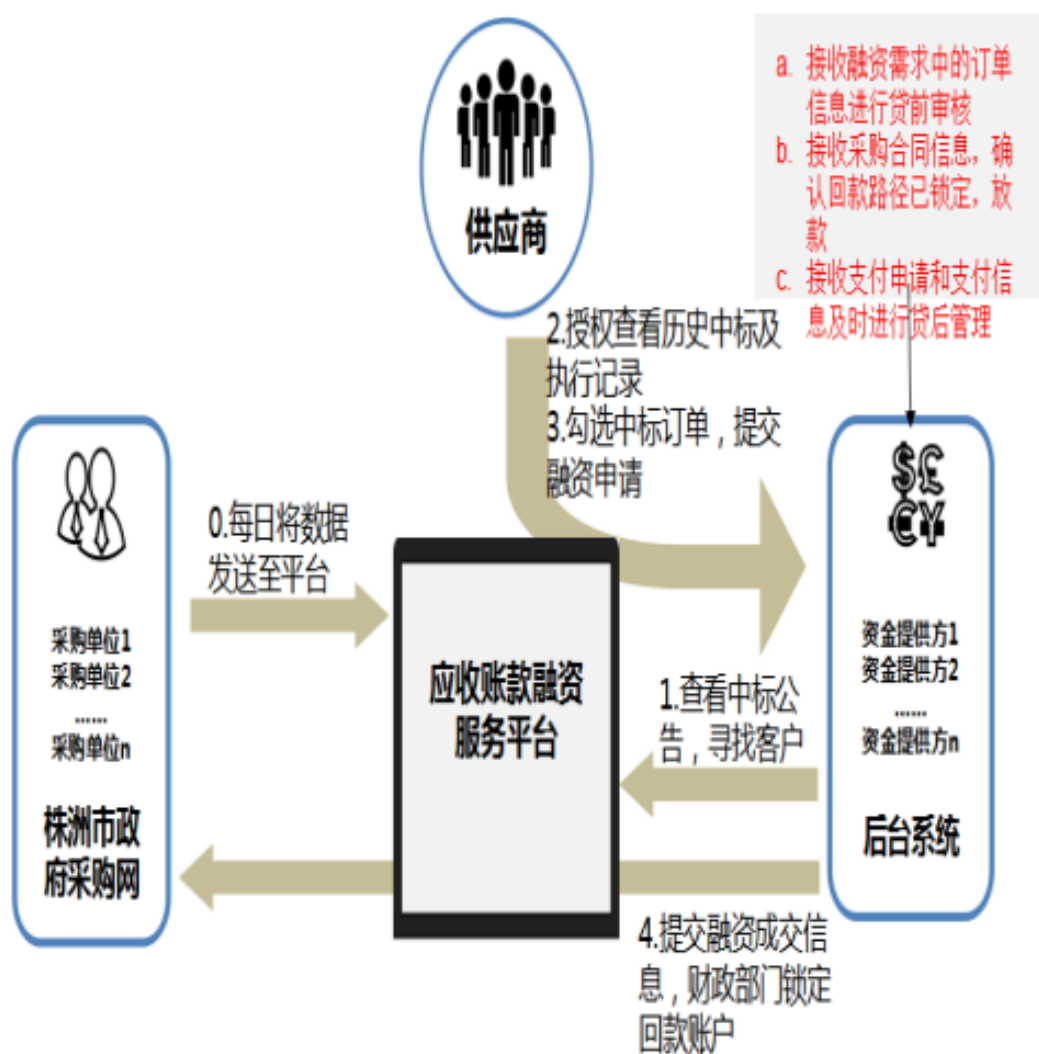 供应商
a. 接收融资需求中的订单
信息进行贷前审核
b. 接收采购合同信息，确
认回款路径已锁定，放
款
c. 接收支付申请和支付信
息及时进行贷后管理
2.授权查看历史中标及
执行记录
3.勾选中标订单，提交
融资申请
0.每日将数据
发送至平台
采购单位1
采购单位2
......
采购单位n
株洲市政
府采购网
应收账款融资
服务平台
1.查看中标公
告，寻找客户
$£
€¥
资金提供方1
资金提供方2
......
资金提供方n
后台系统
4.提交融资成交信
息，财政部门锁定
回款账户